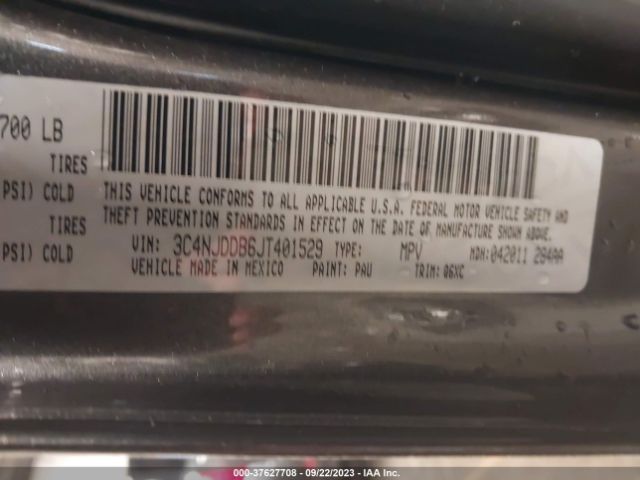 700 LB
TIRES
PSI) COLD
TIRES
PSI) COLD
THIS VEHICLE CONFORMS TO ALL APPLICABLE U.S.A. FEDERAL MOTOR VEHICLE SAFETY AND
THEFT PREVENTION STANDARDS IN EFFECT ON THE DATE OF MANUFACTURE SHOWN ABOVE.
VIN: 3C4NJDDB6JT401529 TYPE: MPV MDH:042011 284AA
VEHICLE MADE IN MEXICO PAINT: PAU TRIM: 06XC
000-37627708 - 09/22/2023 - IAA Inc.